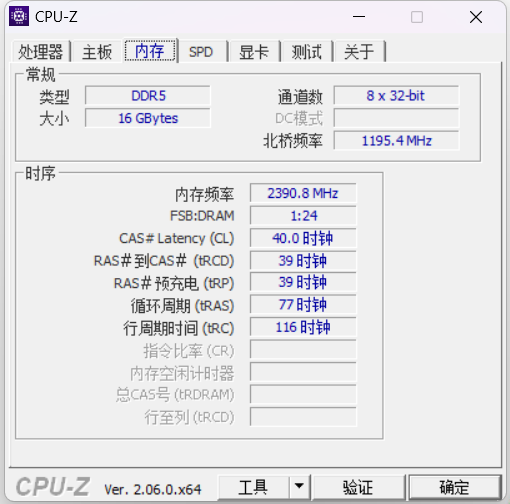 CPU-Z
处理器 主板 内存 SPD 显卡 测试 关于
常规
类型 DDR5 通道数 8 x 32-bit
大小 16 GBytes DC模式
北桥频率 1195.4 MHz
时序
内存频率 2390.8 MHz
FSB:DRAM 1:24
CAS# Latency (CL) 40.0 时钟
RAS#到CAS# (tRCD) 39 时钟
RAS#预充电 (tRP) 39 时钟
循环周期 (tRAS) 77 时钟
行周期时间 (tRC) 116 时钟
指令比率 (CR)
内存空闲计时器
总CAS号 (tRDRAM)
行至列 (tRCD)
CPU-Z Ver. 2.06.0.x64 工具 验证 确定